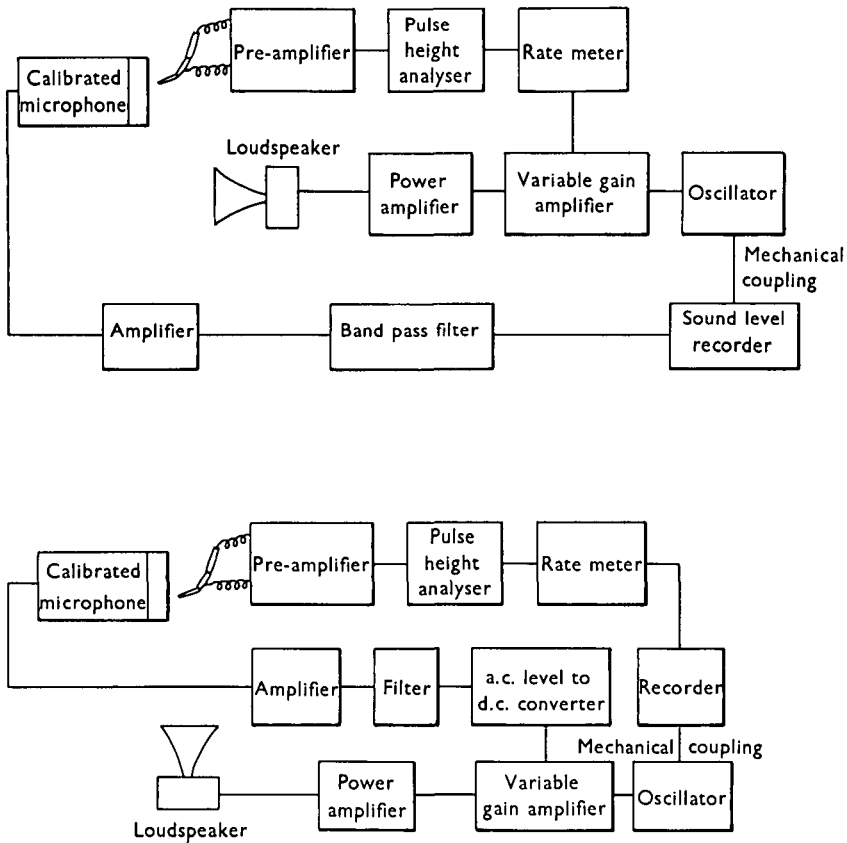 Pre-amplifier
Pulse
height
analyser
Rate meter
Calibrated
microphone
Loudspeaker
Power
amplifier
Variable gain
amplifier
Oscillator
Mechanical
coupling
Amplifier
Band pass filter
Sound level
recorder
Calibrated
microphone
Pre-amplifier
Pulse
height
analyser
Rate meter
Amplifier
Filter
a.c. level to
d.c. converter
Recorder
Mechanical coupling
Power
amplifier
Variable
gain amplifier
Oscillator
Loudspeaker